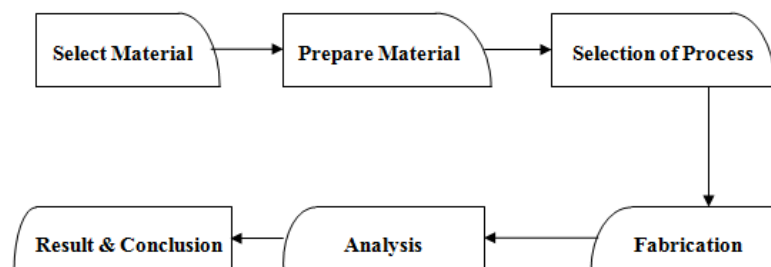 Select Material
Prepare Material
Selection of Process
Fabrication
Analysis
Result & Conclusion